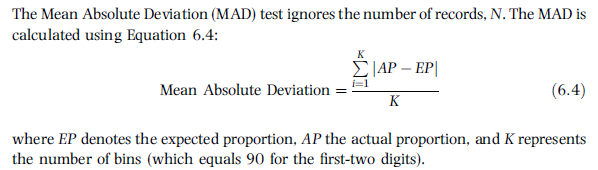 The Mean Absolute Deviation (MAD) test ignores the number of records, N. The MAD is
calculated using Equation 6.4:
Mean Absolute Deviation = \frac{\sum_{i=1}^{K} |AP − EP|}{K} (6.4)
where EP denotes the expected proportion, AP the actual proportion, and K represents
the number of bins (which equals 90 for the first-two digits).